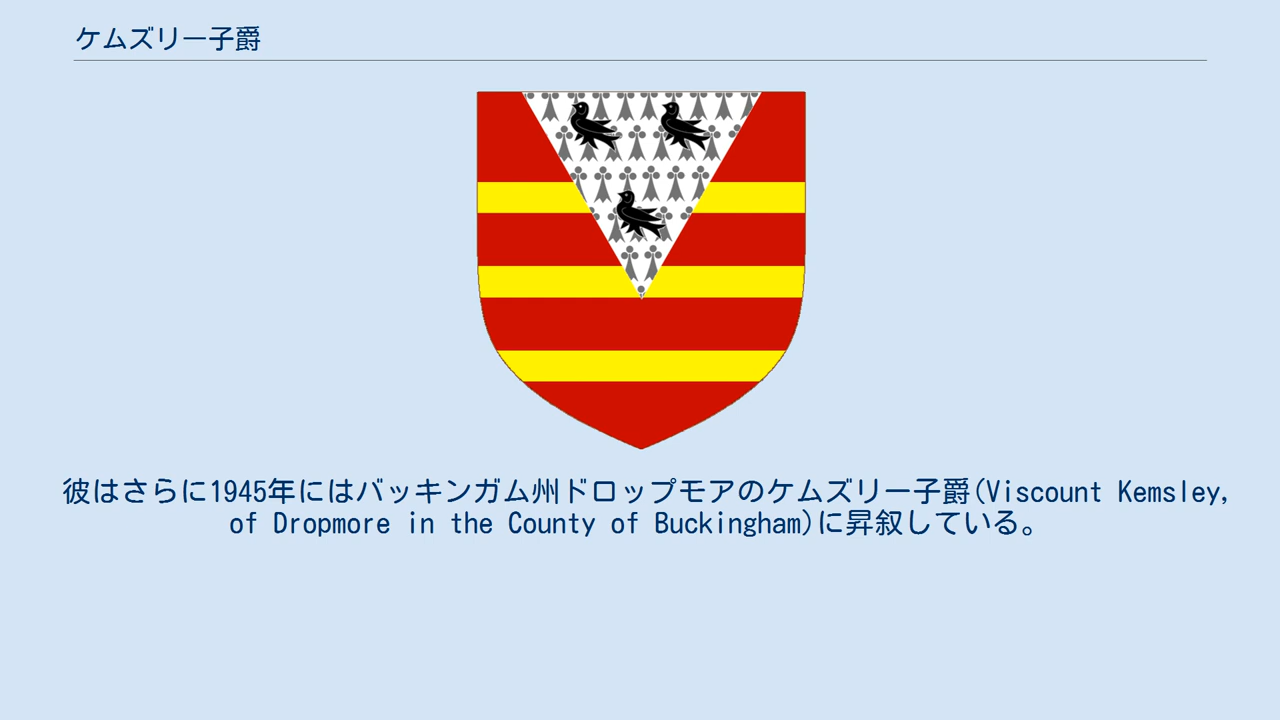 ケムズリー子爵
彼はさらに1945年にはバッキンガム州ドロップモアのケムズリー子爵(Viscount Kemsley,
of Dropmore in the County of Buckingham)に昇叙している。